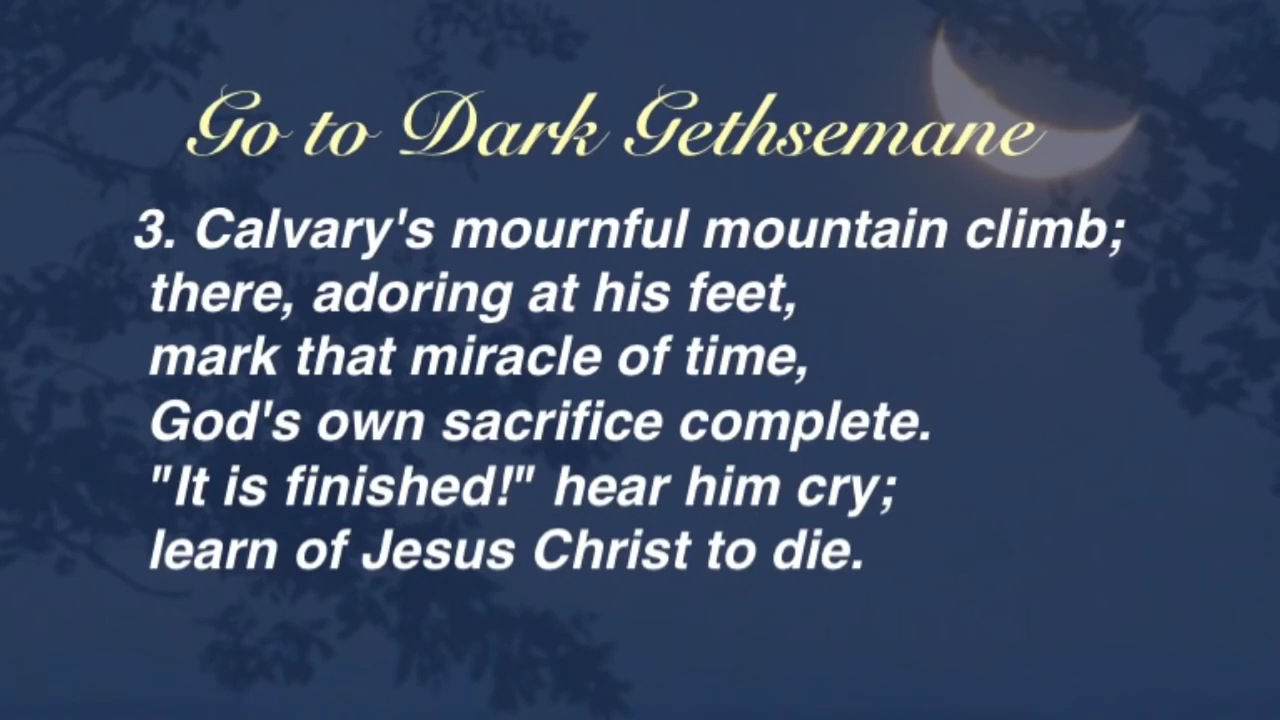 Go to Dark Gethsemane
3. Calvary's mournful mountain climb;
there, adoring at his feet,
mark that miracle of time,
God's own sacrifice complete.
"It is finished!" hear him cry;
learn of Jesus Christ to die.